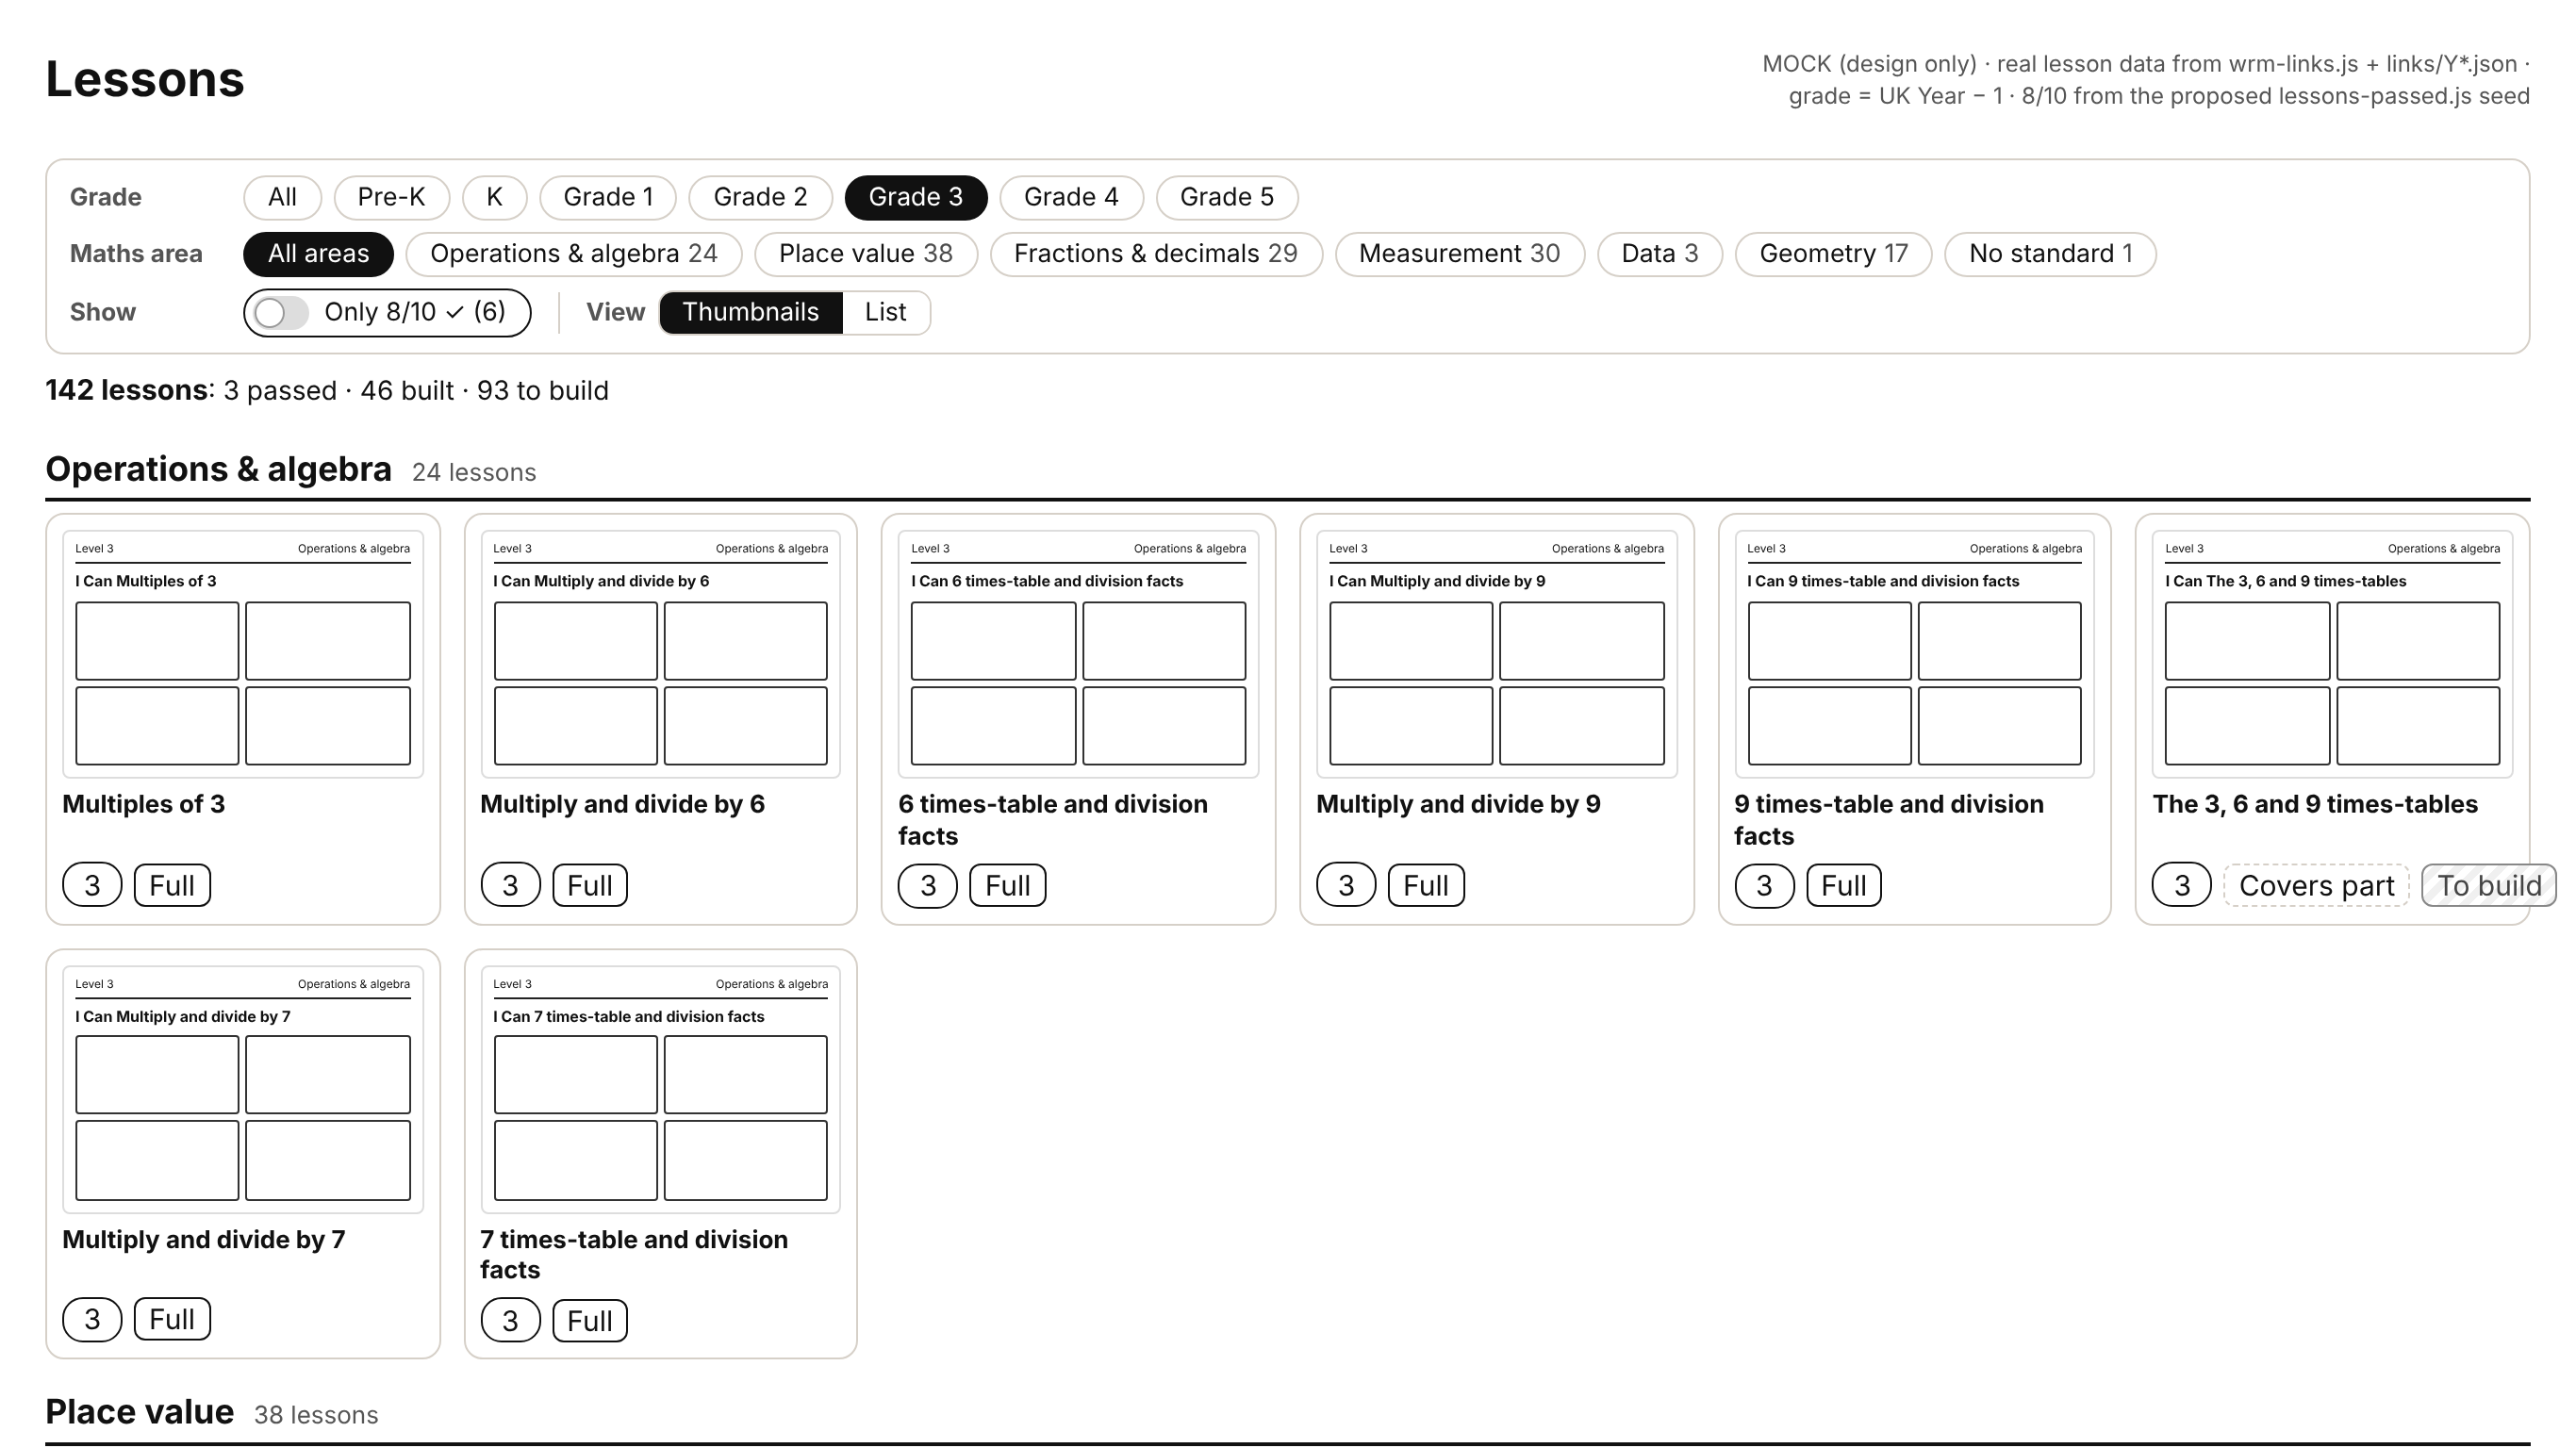 Lessons
MOCK (design only) · real lesson data from wrm-links.js + links/Y*.json ·
grade = UK Year − 1 · 8/10 from the proposed lessons-passed.js seed
Grade All Pre-K K Grade 1 Grade 2 Grade 3 Grade 4 Grade 5
Maths area All areas Operations & algebra 24 Place value 38 Fractions & decimals 29 Measurement 30 Data 3 Geometry 17 No standard 1
Show Only 8/10 ✓ (6) View Thumbnails List
142 lessons: 3 passed · 46 built · 93 to build
Operations & algebra 24 lessons
Level 3 Operations & algebra
I Can Multiples of 3
Multiples of 3
3 Full
Level 3 Operations & algebra
I Can Multiply and divide by 6
Multiply and divide by 6
3 Full
Level 3 Operations & algebra
I Can 6 times-table and division facts
6 times-table and division
facts
3 Full
Level 3 Operations & algebra
I Can Multiply and divide by 9
Multiply and divide by 9
3 Full
Level 3 Operations & algebra
I Can 9 times-table and division facts
9 times-table and division
facts
3 Full
Level 3 Operations & algebra
I Can The 3, 6 and 9 times-tables
The 3, 6 and 9 times-tables
3 Covers part To build
Level 3 Operations & algebra
I Can Multiply and divide by 7
Multiply and divide by 7
3 Full
Level 3 Operations & algebra
I Can 7 times-table and division facts
7 times-table and division
facts
3 Full
Place value 38 lessons